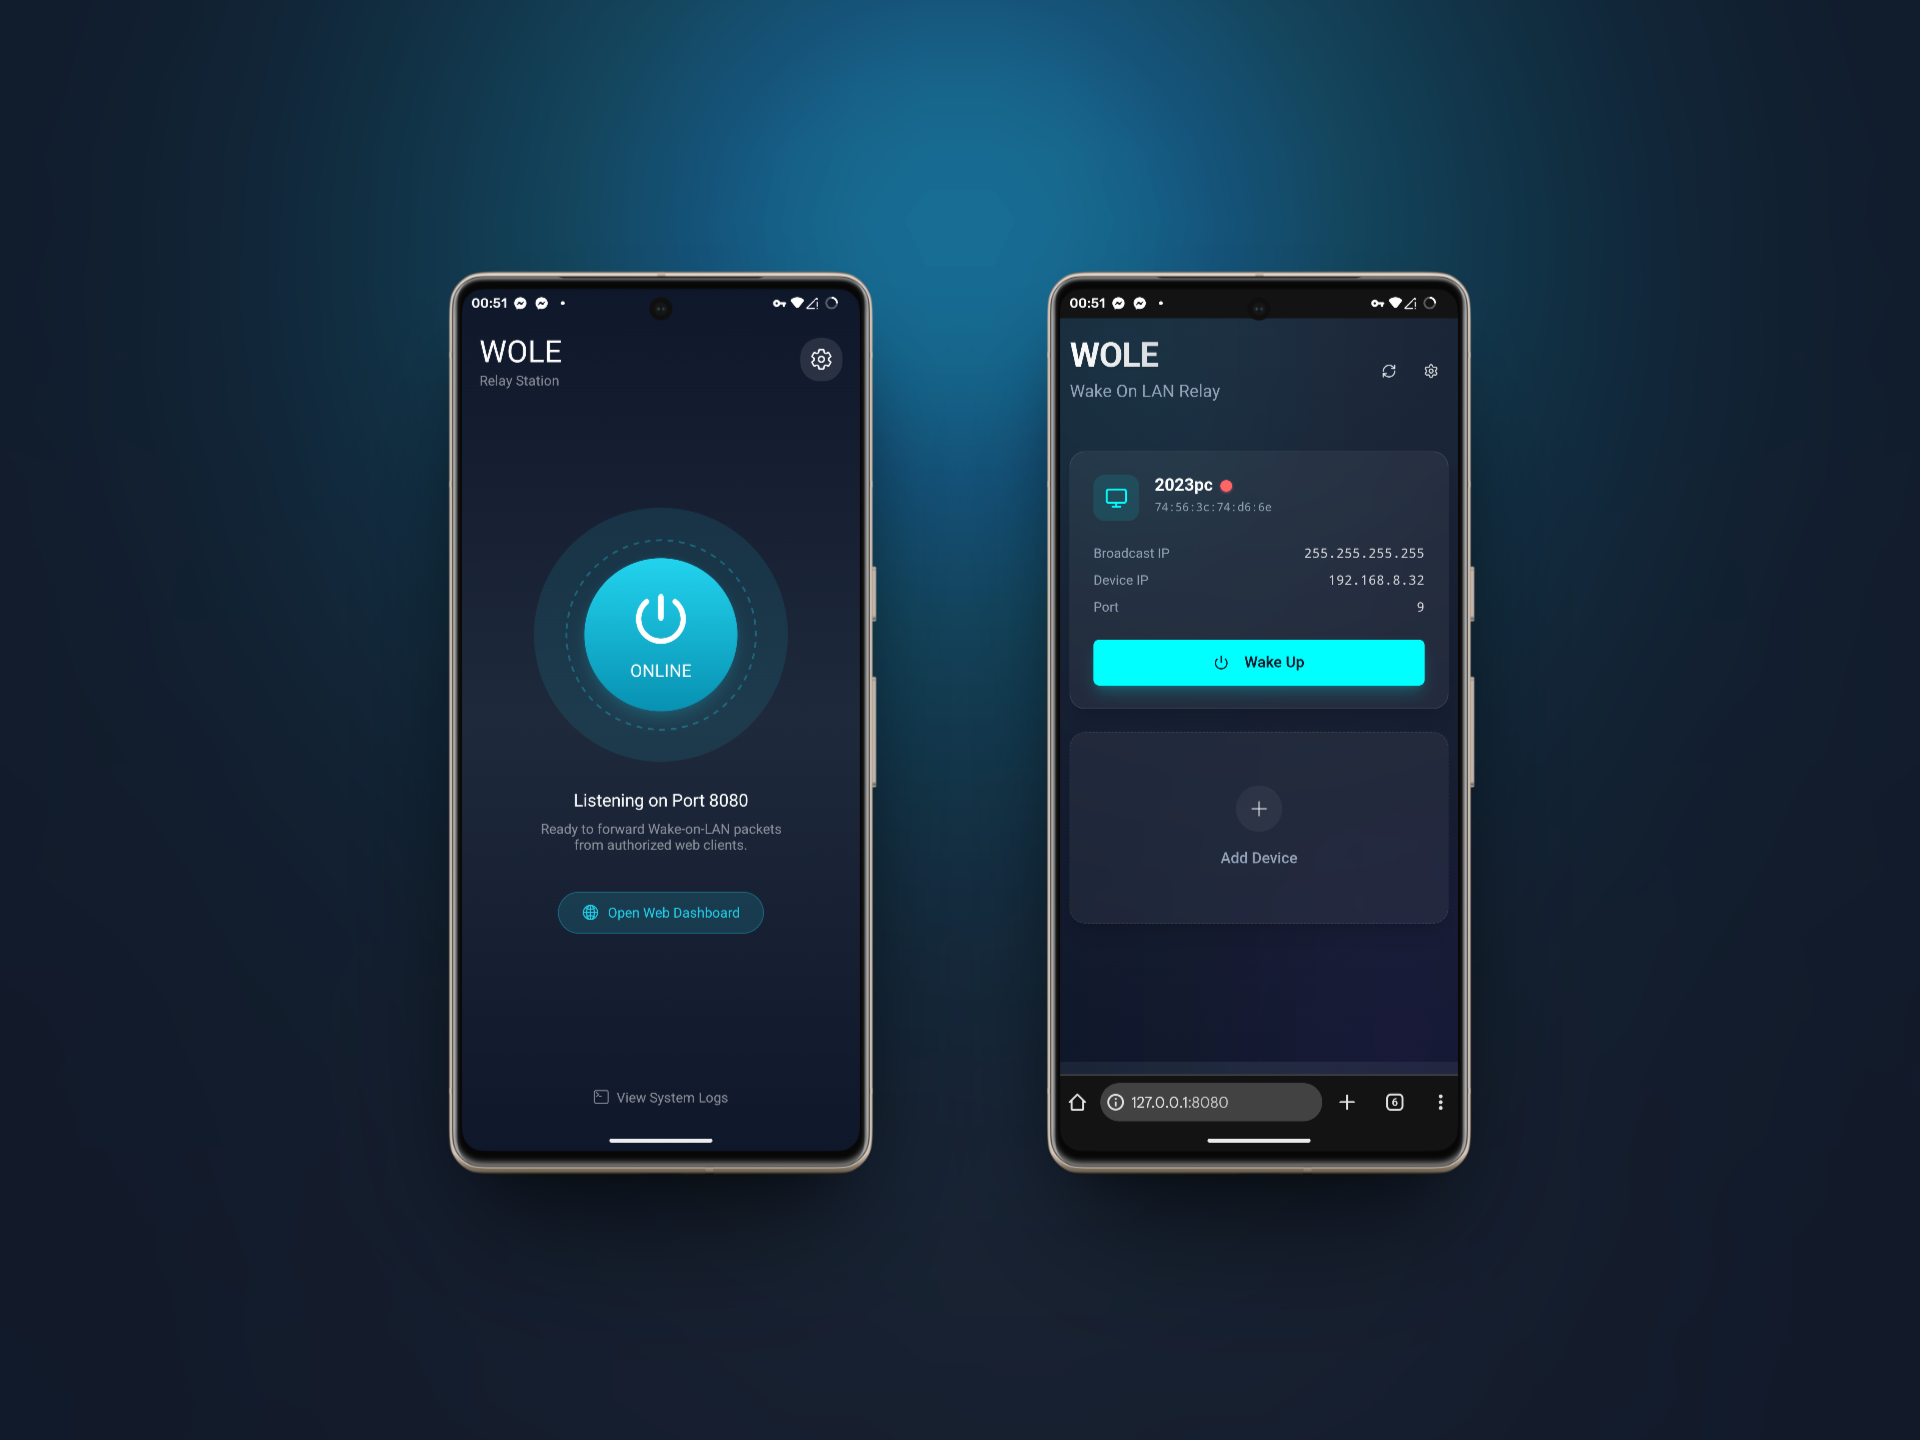 00:51
WOLE
Relay Station
ONLINE
Listening on Port 8080
Ready to forward Wake-on-LAN packets
from authorized web clients.
Open Web Dashboard
View System Logs
00:51
WOLE
Wake On LAN Relay
2023pc
74:56:3c:74:d6:6e
Broadcast IP 255.255.255.255
Device IP 192.168.8.32
Port 9
Wake Up
Add Device
127.0.0.1:8080
6